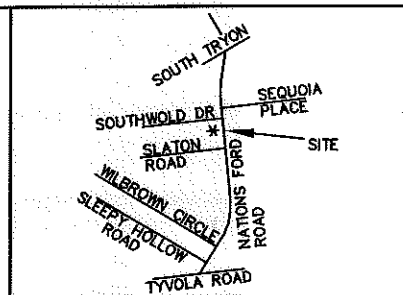 SOUTH TRYON
SEQUOIA
PLACE
SOUTHWOLD DR
*
SITE
SLATON
ROAD
NATIONS FORD
ROAD
WILBROWN CIRCLE
SLEEPY HOLLOW
ROAD
TYVOLA ROAD